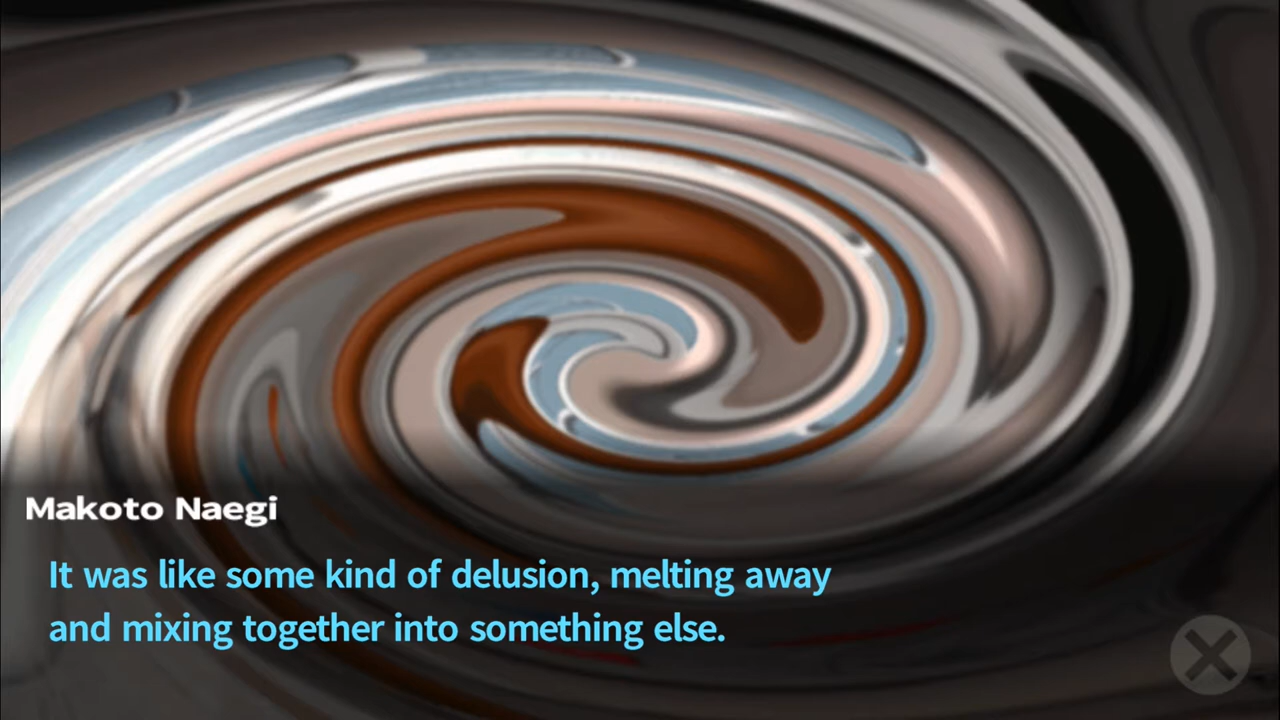 Makoto Naegi
It was like some kind of delusion, melting away
and mixing together into something else.